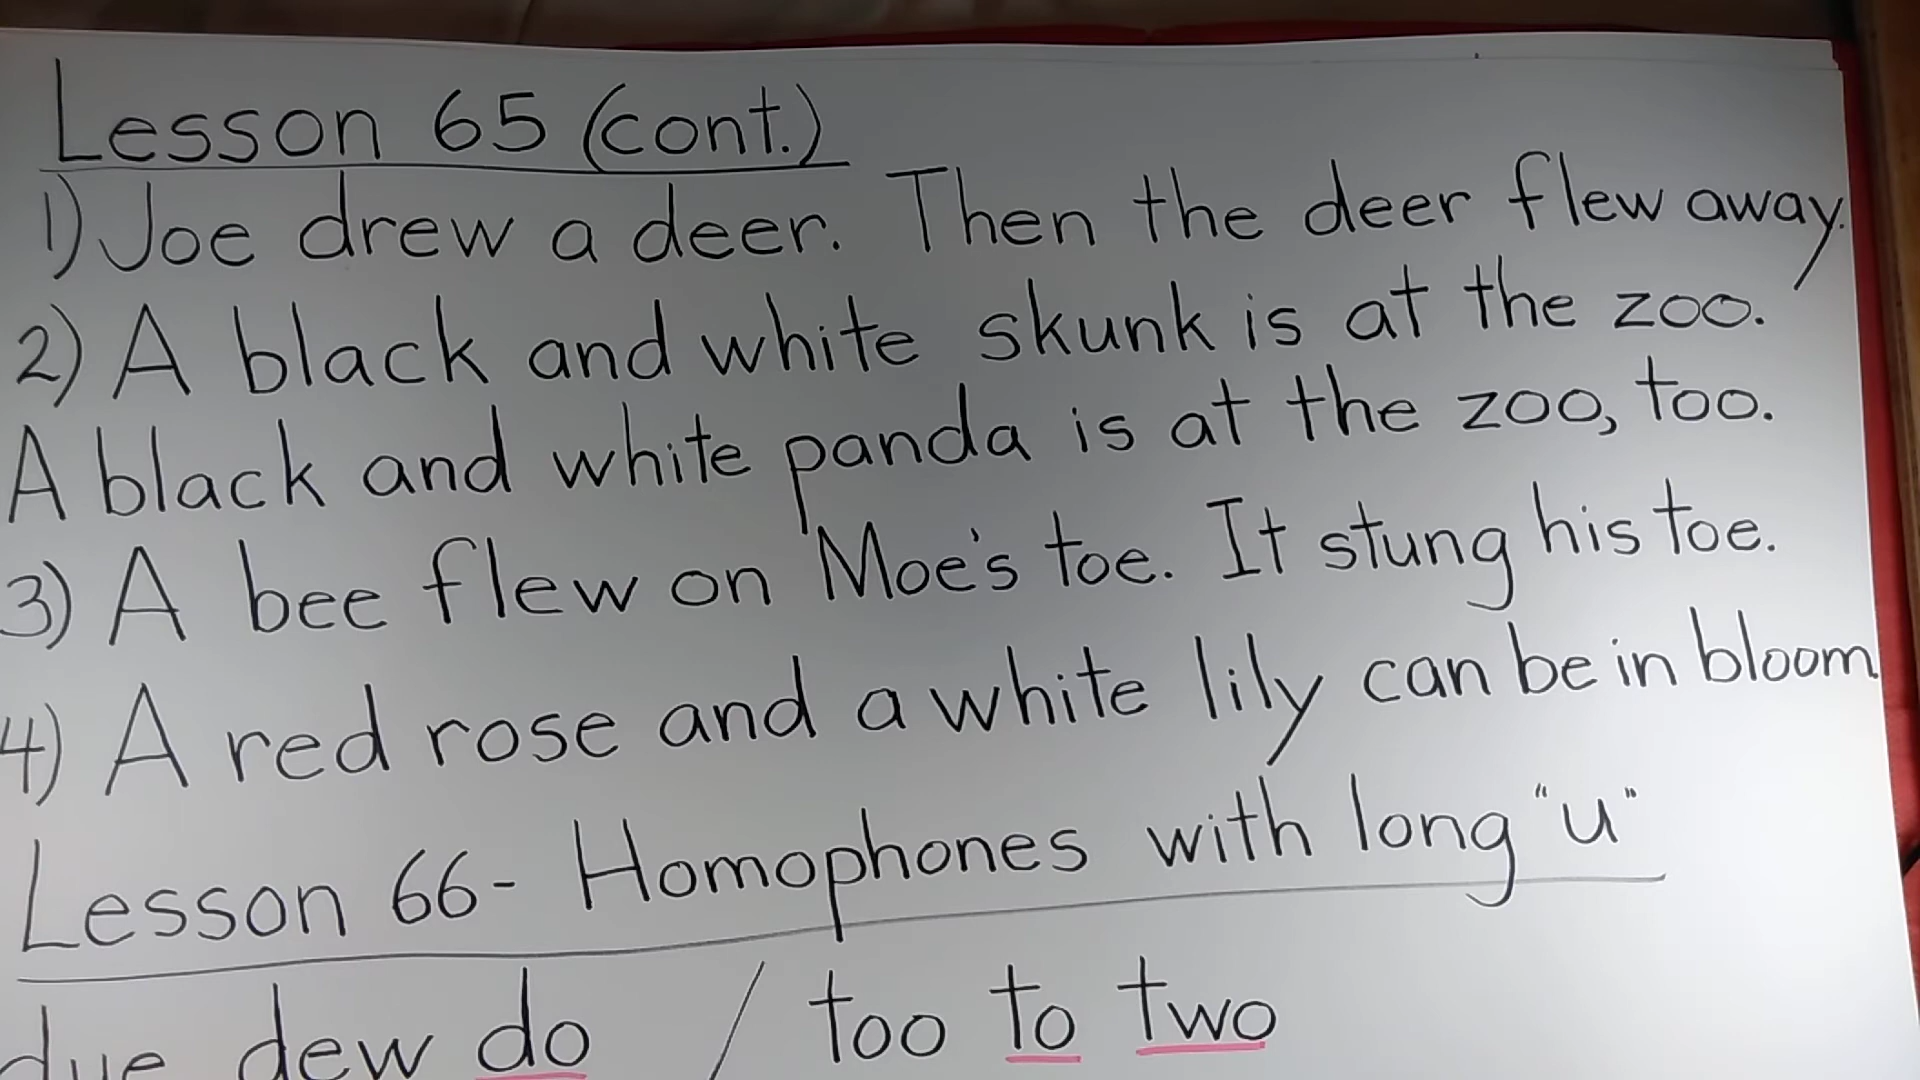 Lesson 65 (cont.)
1) Joe drew a deer. Then the deer flew away.
2) A black and white skunk is at the zoo.
A black and white panda is at the zoo, too.
3) A bee flew on Moe's toe. It stung his toe.
4) A red rose and a white lily can be in bloom.
Lesson 66- Homophones with long "u"
due dew do / too to two